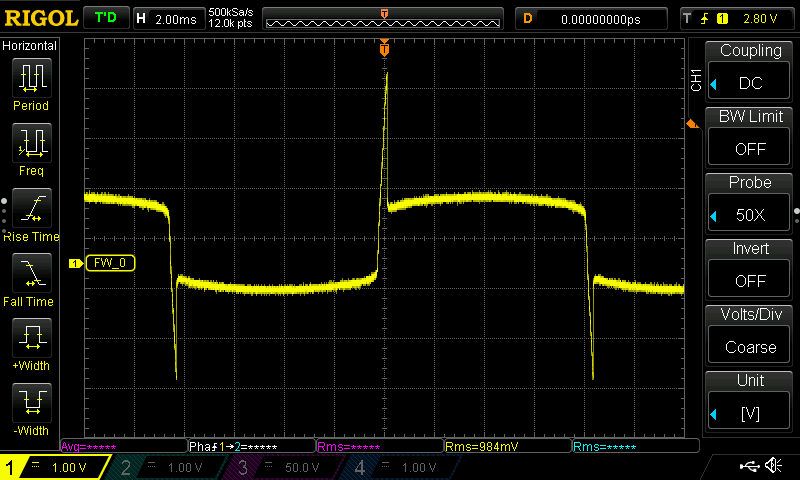 RIGOL T'D H 2.00ms 500kSa/s 12.0k pts T D 0.00000000ps T 1 2.80 V
Horizontal
Period
Freq
Rise Time
Fall Time
+Width
-Width
T
1 FW_0
CH1
Coupling
DC
BW Limit
OFF
Probe
50X
Invert
OFF
Volts/Div
Coarse
Unit
[V]
Avg=***** Pha 1→2=***** Rms=***** Rms=984mV Rms=*****
1 1.00 V 2 1.00 V 3 50.0 V 4 1.00 V